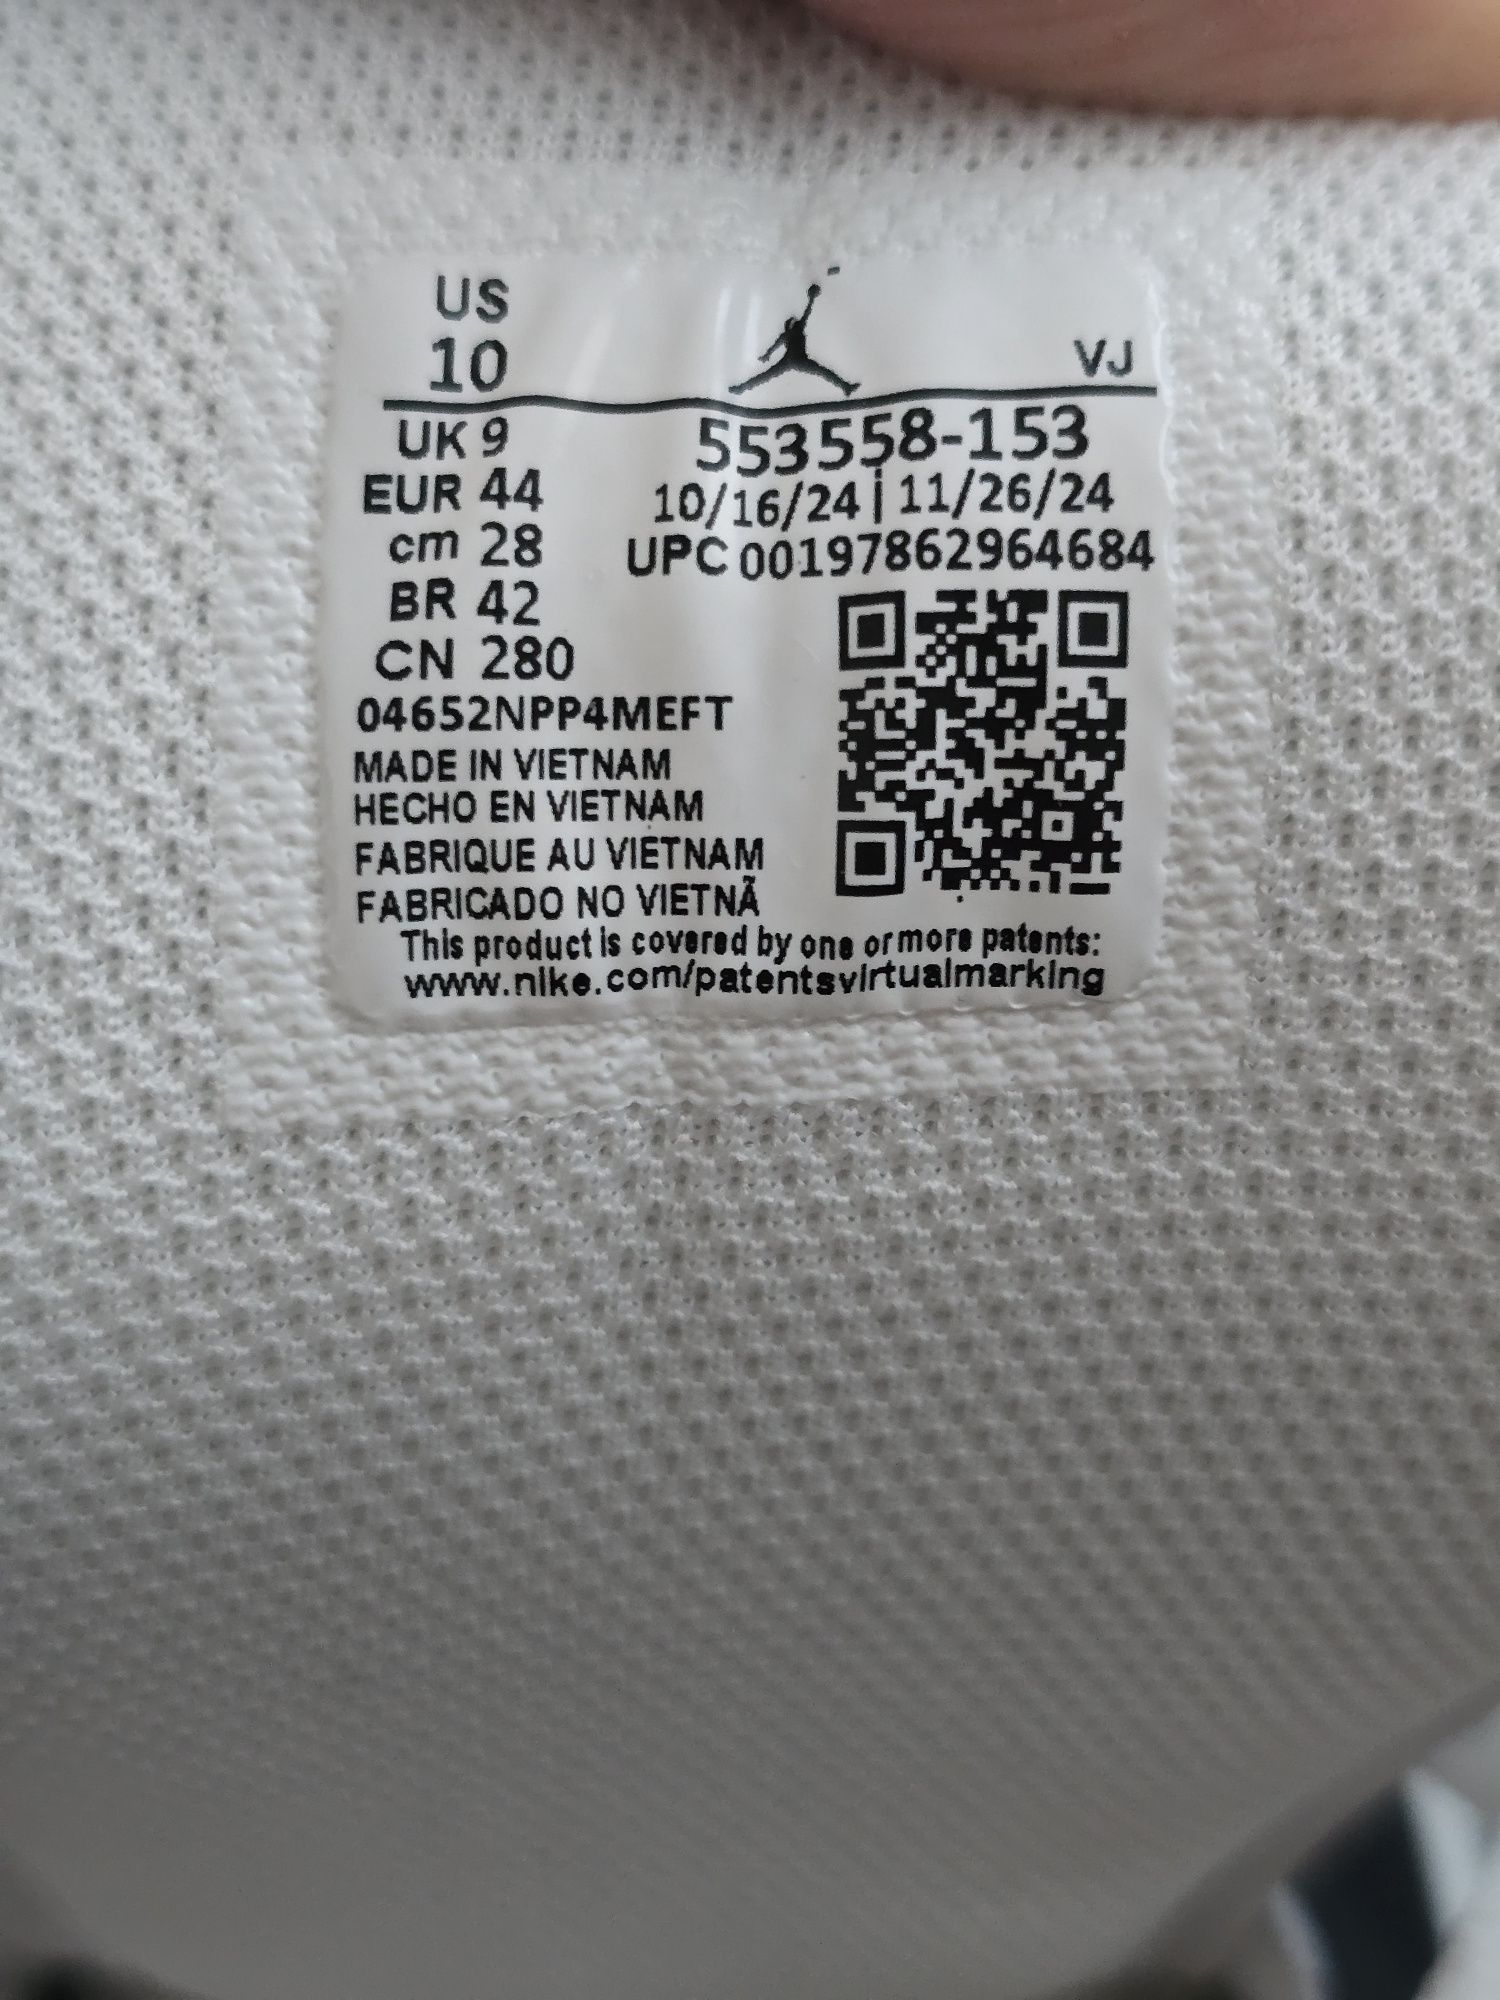 US
10
VJ
UK 9
553558-153
EUR 44
10/16/24 | 11/26/24
cm 28
UPC 00197862964684
BR 42
CN 280
04652NPP4MEFT
MADE IN VIETNAM
HECHO EN VIETNAM
FABRIQUE AU VIETNAM
FABRICADO NO VIETNÃ
This product is covered by one or more patents:
www.nike.com/patentsvirtualmarking